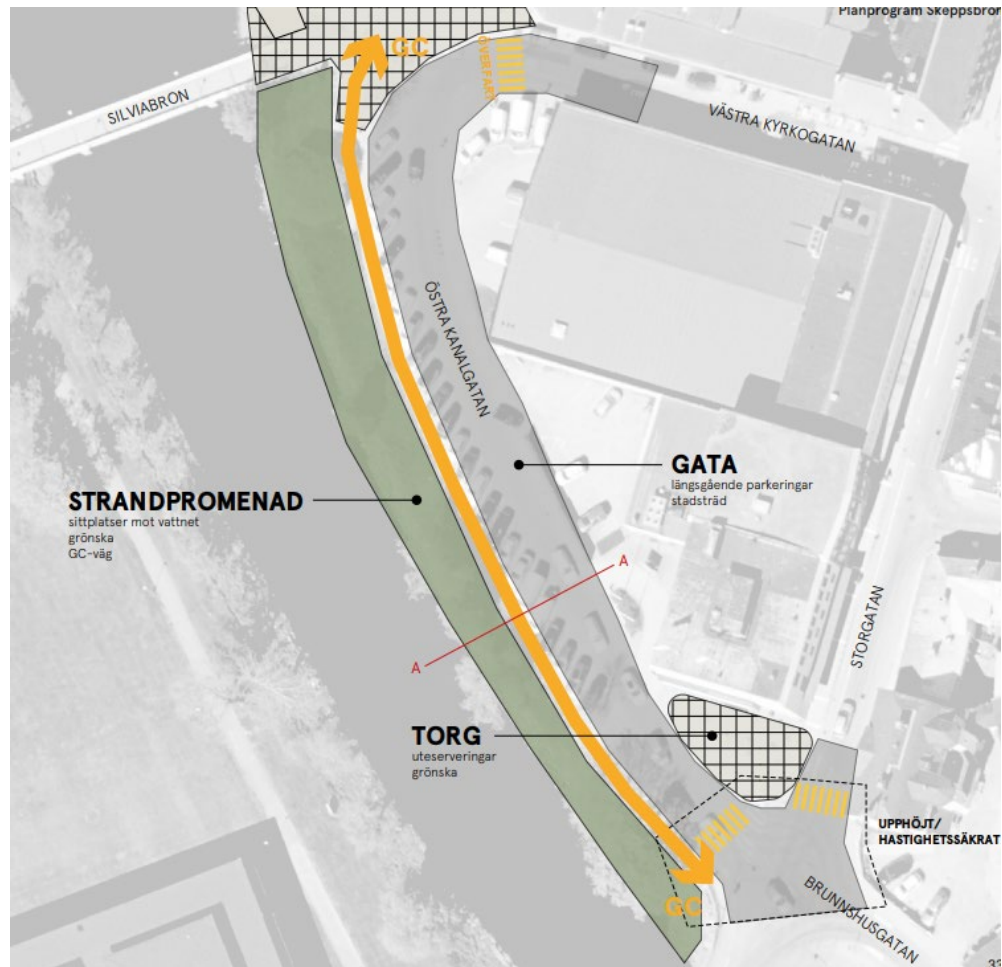 Planprogram Skeppsbron
GC
ÖVERFART
SILVIABRON
VÄSTRA KYRKOGATAN
ÖSTRA KANALGATAN
GATA
längsgående parkeringar
stadsträd
STRANDPROMENAD
sittplatser mot vattnet
grönska
GC-väg
A
A
STORGATAN
TORG
uteserveringar
grönska
UPPHÖJT/
HASTIGHETSSÄKRAT
BRUNNSHUSGATAN
GC